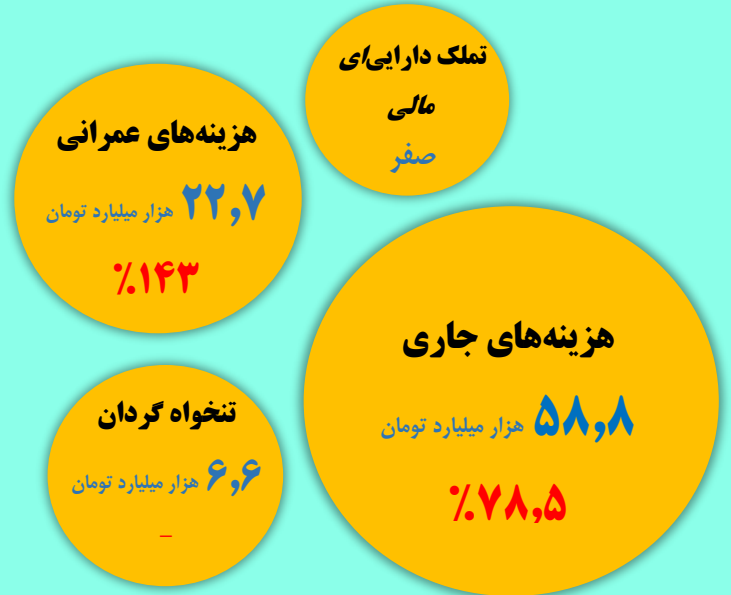 تملک دارایی‌ای
مالی
صفر
هزینه‌های عمرانی
۲۲,۷ هزار میلیارد تومان
٪۱۴۳
هزینه‌های جاری
۵۸,۸ هزار میلیارد تومان
٪۷۸,۵
تنخواه گردان
۶,۶ هزار میلیارد تومان
–